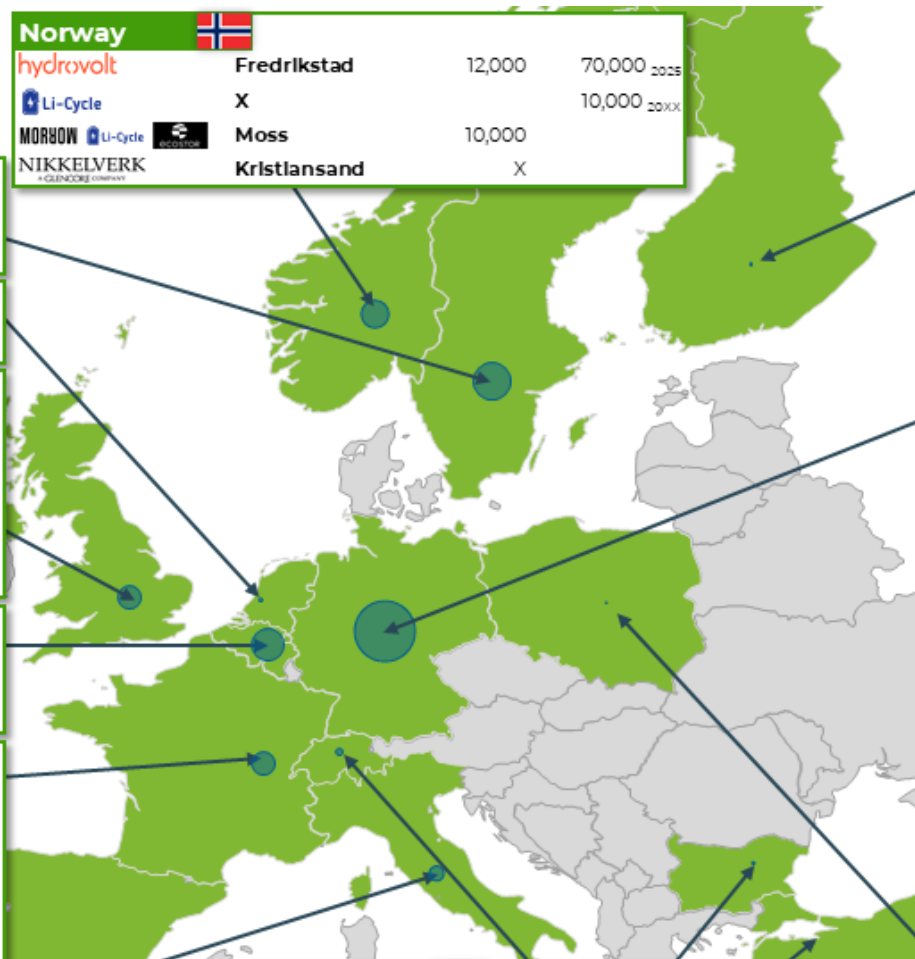 Norway
hydrovolt Fredrikstad 12,000 70,000 2025
Li-Cycle X 10,000 20XX
MORROW Li-Cycle ECOSTOR Moss 10,000
NIKKELVERK Kristiansand X
A GLENCORE COMPANY